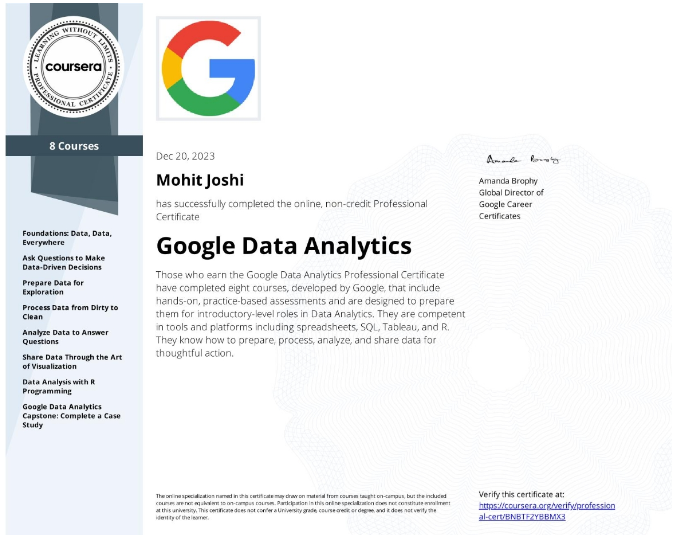 LEARNING WITHOUT LIMITS
coursera
PROFESSIONAL CERTIFICATE
8 Courses
Foundations: Data, Data,
Everywhere
Ask Questions to Make
Data-Driven Decisions
Prepare Data for
Exploration
Process Data from Dirty to
Clean
Analyze Data to Answer
Questions
Share Data Through the Art
of Visualization
Data Analysis with R
Programming
Google Data Analytics
Capstone: Complete a Case
Study
Dec 20, 2023
Mohit Joshi
has successfully completed the online, non-credit Professional
Certificate
Google Data Analytics
Those who earn the Google Data Analytics Professional Certificate
have completed eight courses, developed by Google, that include
hands-on, practice-based assessments and are designed to prepare
them for introductory-level roles in Data Analytics. They are competent
in tools and platforms including spreadsheets, SQL, Tableau, and R.
They know how to prepare, process, analyze, and share data for
thoughtful action.
Amanda Brophy
Amanda Brophy
Global Director of
Google Career
Certificates
The online specialization named in this certificate may draw on material from courses taught on-campus, but the included
courses are not equivalent to on-campus courses. Participation in this online specialization does not constitute enrollment
at this university. This certificate does not confer a University grade, course credit or degree, and it does not verify the
identity of the learner.
Verify this certificate at:
https://coursera.org/verify/profession
al-cert/BNBTF2YBBMX3